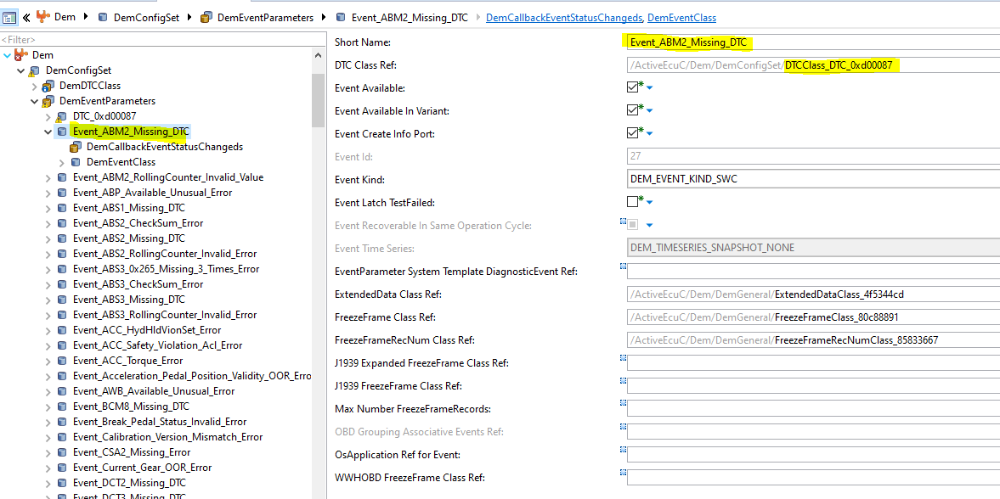 Dem DemConfigSet DemEventParameters Event_ABM2_Missing_DTC DemCallbackEventStatusChangeds, DemEventClass
<Filter>
Dem
DemConfigSet
DemDTCClass
DemEventParameters
DTC_0xd00087
Event_ABM2_Missing_DTC
DemCallbackEventStatusChangeds
DemEventClass
Event_ABM2_RollingCounter_Invalid_Value
Event_ABP_Available_Unusual_Error
Event_ABS1_Missing_DTC
Event_ABS2_CheckSum_Error
Event_ABS2_Missing_DTC
Event_ABS2_RollingCounter_Invalid_Error
Event_ABS3_0x265_Missing_3_Times_Error
Event_ABS3_CheckSum_Error
Event_ABS3_Missing_DTC
Event_ABS3_RollingCounter_Invalid_Error
Event_ACC_HydHldVionSet_Error
Event_ACC_Safety_Violation_Acl_Error
Event_ACC_Torque_Error
Event_Acceleration_Pedal_Position_Validity_OOR_Erro
Event_AWB_Available_Unusual_Error
Event_BCM8_Missing_DTC
Event_Break_Pedal_Status_Invalid_Error
Event_Calibration_Version_Mismatch_Error
Event_CSA2_Missing_Error
Event_Current_Gear_OOR_Error
Event_DCT2_Missing_DTC
Event_DCT3_Missing_DTC
Short Name: Event_ABM2_Missing_DTC
DTC Class Ref: /ActiveEcuC/Dem/DemConfigSet/DTCClass_DTC_0xd00087
Event Available:
Event Available In Variant:
Event Create Info Port:
Event Id: 27
Event Kind: DEM_EVENT_KIND_SWC
Event Latch TestFailed:
Event Recoverable In Same Operation Cycle:
Event Time Series: DEM_TIMESERIES_SNAPSHOT_NONE
EventParameter System Template DiagnosticEvent Ref:
ExtendedData Class Ref: /ActiveEcuC/Dem/DemGeneral/ExtendedDataClass_4f5344cd
FreezeFrame Class Ref: /ActiveEcuC/Dem/DemGeneral/FreezeFrameClass_80c88891
FreezeFrameRecNum Class Ref: /ActiveEcuC/Dem/DemGeneral/FreezeFrameRecNumClass_85833667
J1939 Expanded FreezeFrame Class Ref:
J1939 FreezeFrame Class Ref:
Max Number FreezeFrameRecords:
OBD Grouping Associative Events Ref:
OsApplication Ref for Event:
WWHOBD FreezeFrame Class Ref: